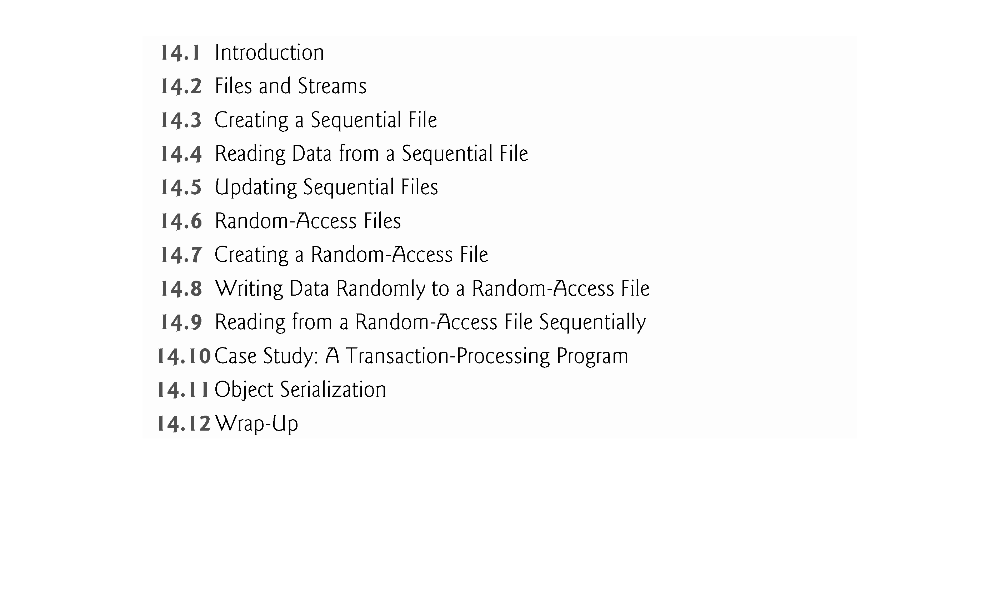 14.1 Introduction
14.2 Files and Streams
14.3 Creating a Sequential File
14.4 Reading Data from a Sequential File
14.5 Updating Sequential Files
14.6 Random-Access Files
14.7 Creating a Random-Access File
14.8 Writing Data Randomly to a Random-Access File
14.9 Reading from a Random-Access File Sequentially
14.10 Case Study: A Transaction-Processing Program
14.11 Object Serialization
14.12 Wrap-Up